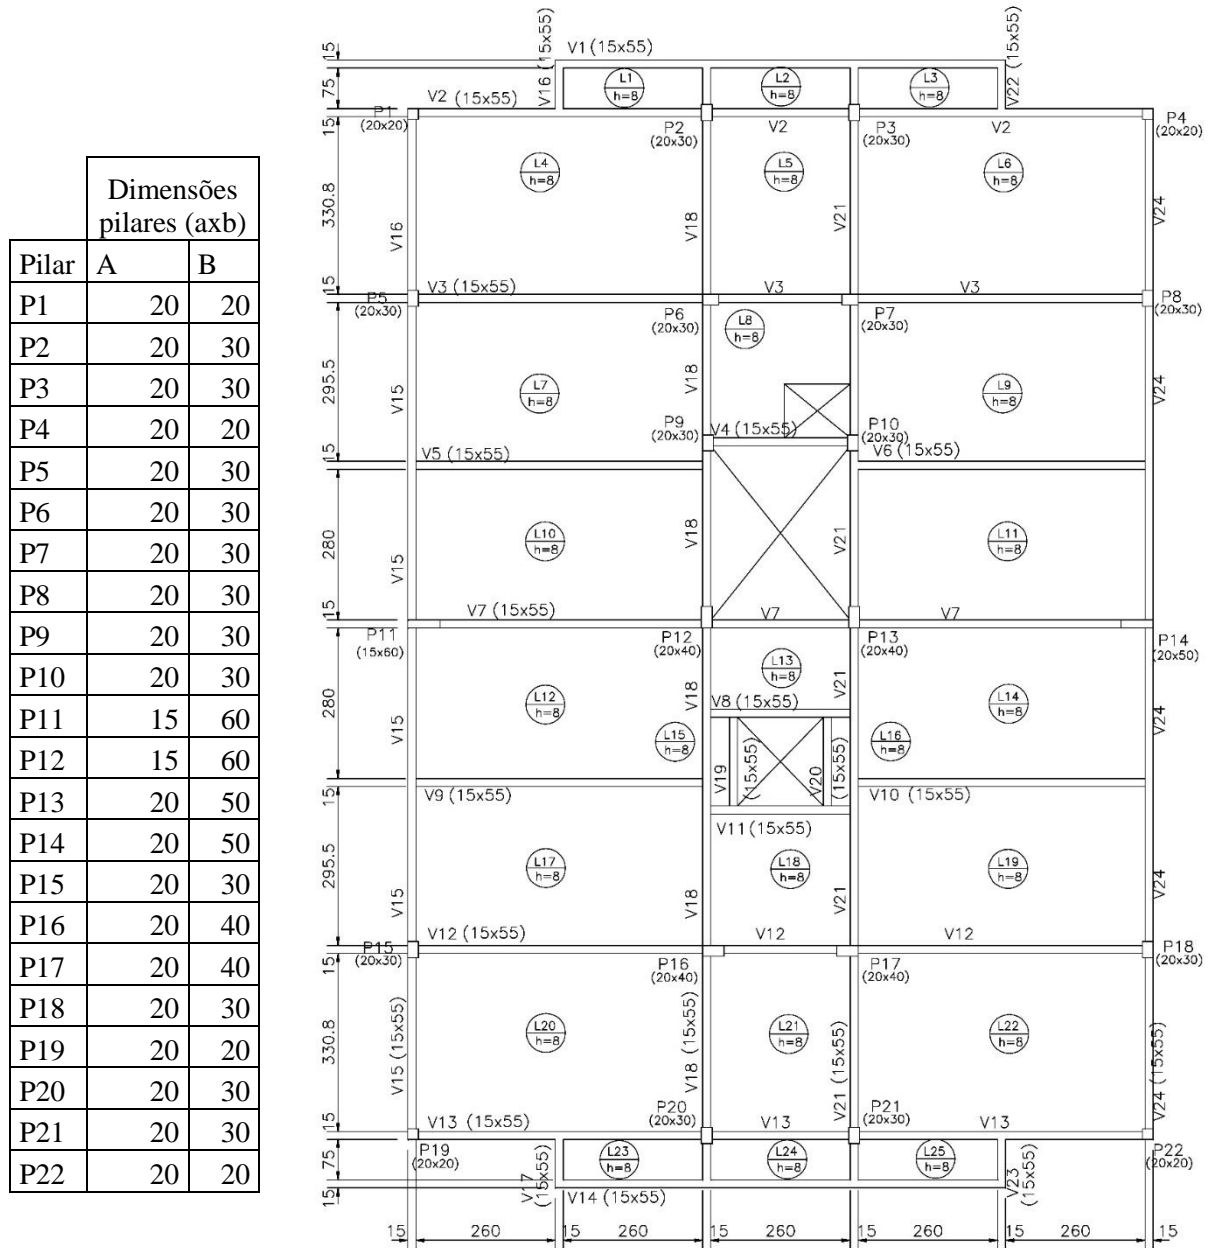 Dimensões
pilares (axb)
Pilar A B
P1 20 20
P2 20 30
P3 20 30
P4 20 20
P5 20 30
P6 20 30
P7 20 30
P8 20 30
P9 20 30
P10 20 30
P11 15 60
P12 15 60
P13 20 50
P14 20 50
P15 20 30
P16 20 40
P17 20 40
P18 20 30
P19 20 20
P20 20 30
P21 20 30
P22 20 20
15
V1 (15x55)
V16 (15x55)
V22 (15x55)
75
L1
h=8
L2
h=8
L3
h=8
V2 (15x55)
P1
(20x20)
15
P2
(20x30)
V2
P3
(20x30)
V2
P4
(20x20)
L4
h=8
L5
h=8
L6
h=8
330.8
V16
V18
V21
V24
15
V3 (15x55)
V3
V3
P5
(20x30)
P6
(20x30)
L8
h=8
P7
(20x30)
P8
(20x30)
295.5
V15
L7
h=8
V18
L9
h=8
V24
P9
(20x30)
V4 (15x55)
P10
(20x30)
15
V5 (15x55)
V6 (15x55)
280
V15
L10
h=8
V18
V21
L11
h=8
15
V7 (15x55)
V7
V7
P11
(15x60)
P12
(20x40)
P13
(20x40)
P14
(20x50)
L13
h=8
280
V15
L12
h=8
V18
V21
L14
h=8
V24
V8 (15x55)
L15
h=8
L16
h=8
V19
(15x55)
V20
(15x55)
15
V9 (15x55)
V10 (15x55)
V11 (15x55)
295.5
V15
L17
h=8
V18
L18
h=8
V21
L19
h=8
V24
V12 (15x55)
V12
V12
15
P15
(20x30)
P16
(20x40)
P17
(20x40)
P18
(20x30)
330.8
V15 (15x55)
L20
h=8
V18 (15x55)
L21
h=8
V21 (15x55)
L22
h=8
V24 (15x55)
15
V13 (15x55)
P20
(20x30)
V13
P21
(20x30)
V13
75
P19
(20x20)
V17
(15x55)
L23
h=8
L24
h=8
L25
h=8
V23
(15x55)
P22
(20x20)
15
V14 (15x55)
15 260 15 260 15 260 15 260 15 260 15